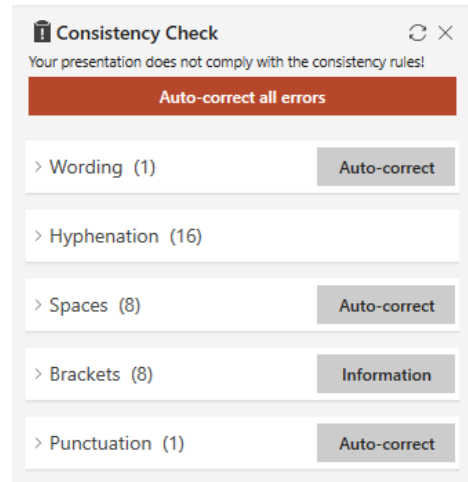 Consistency Check
Your presentation does not comply with the consistency rules!
Auto-correct all errors
Wording (1) Auto-correct
Hyphenation (16)
Spaces (8) Auto-correct
Brackets (8) Information
Punctuation (1) Auto-correct